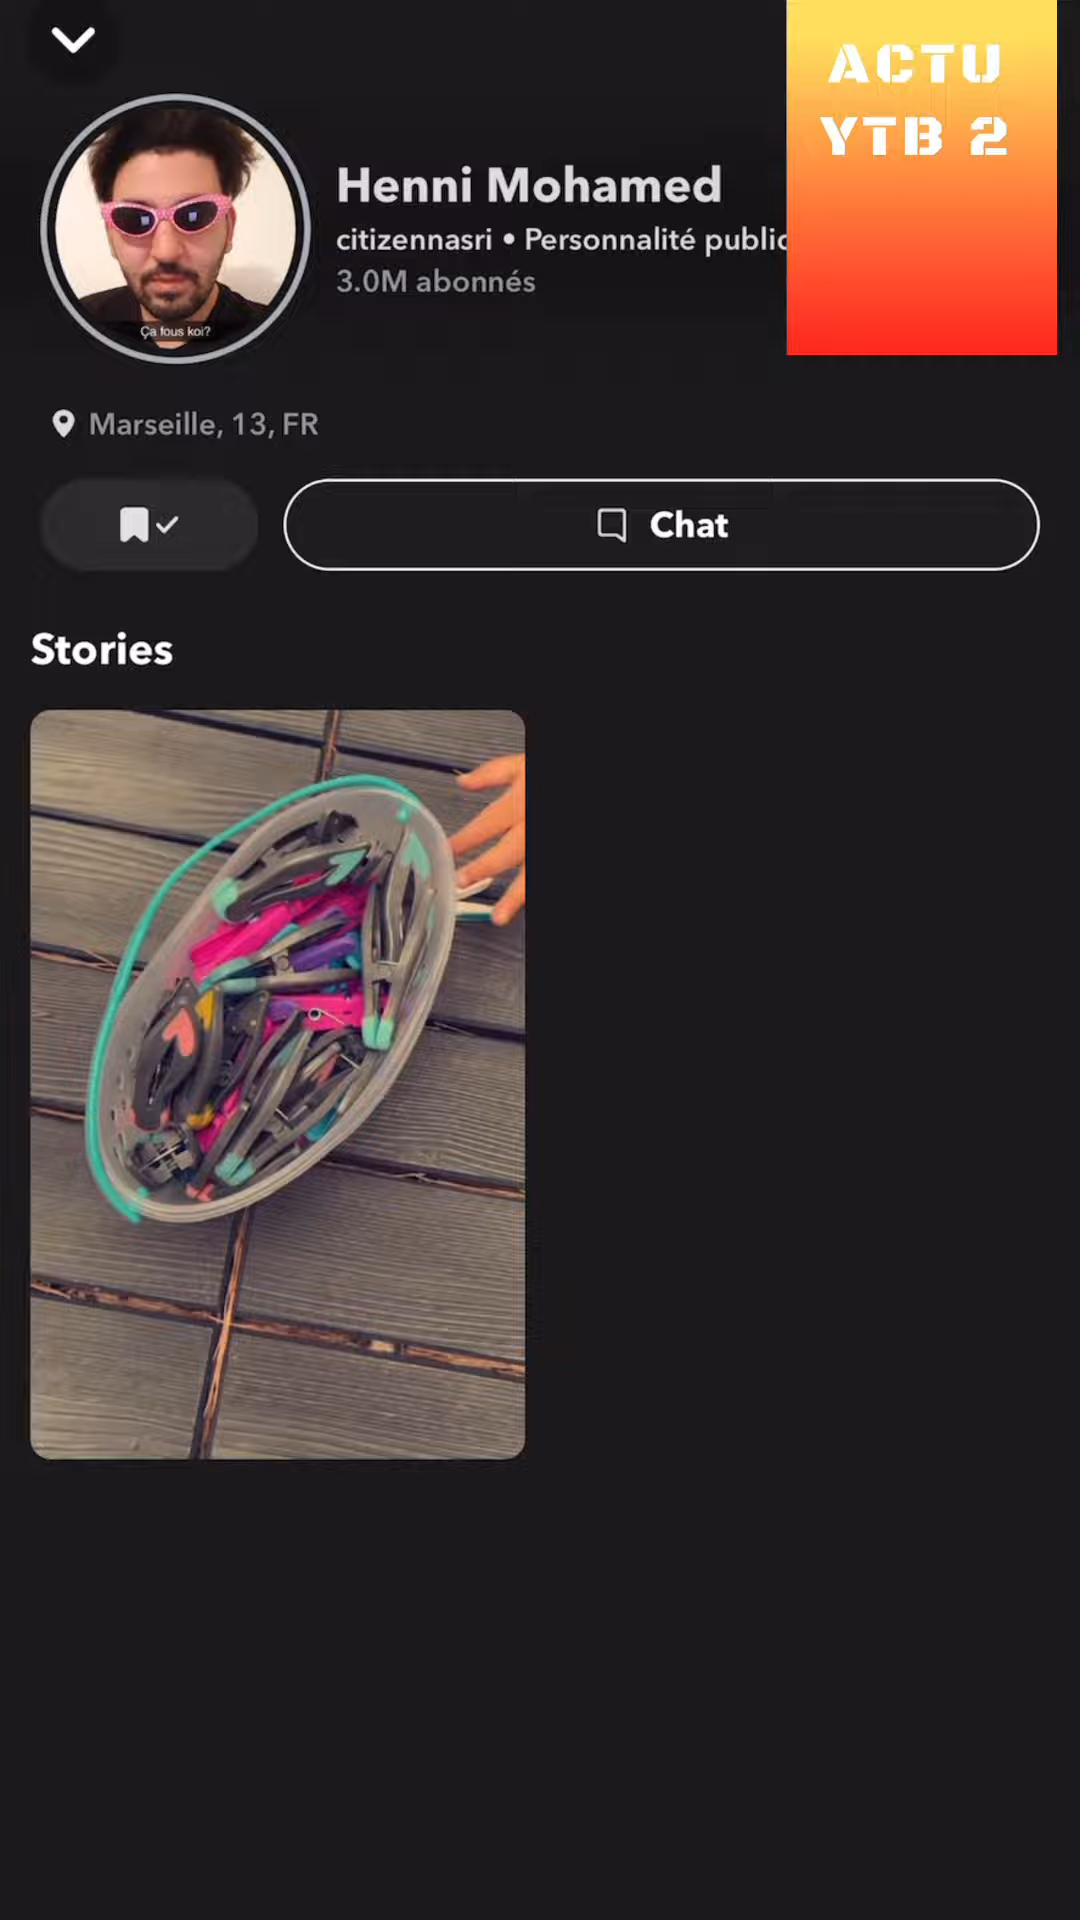 ACTU
YTB 2
Henni Mohamed
citizennasri • Personnalité public
3.0M abonnés
Ça fous koi?
Marseille, 13, FR
Chat
Stories